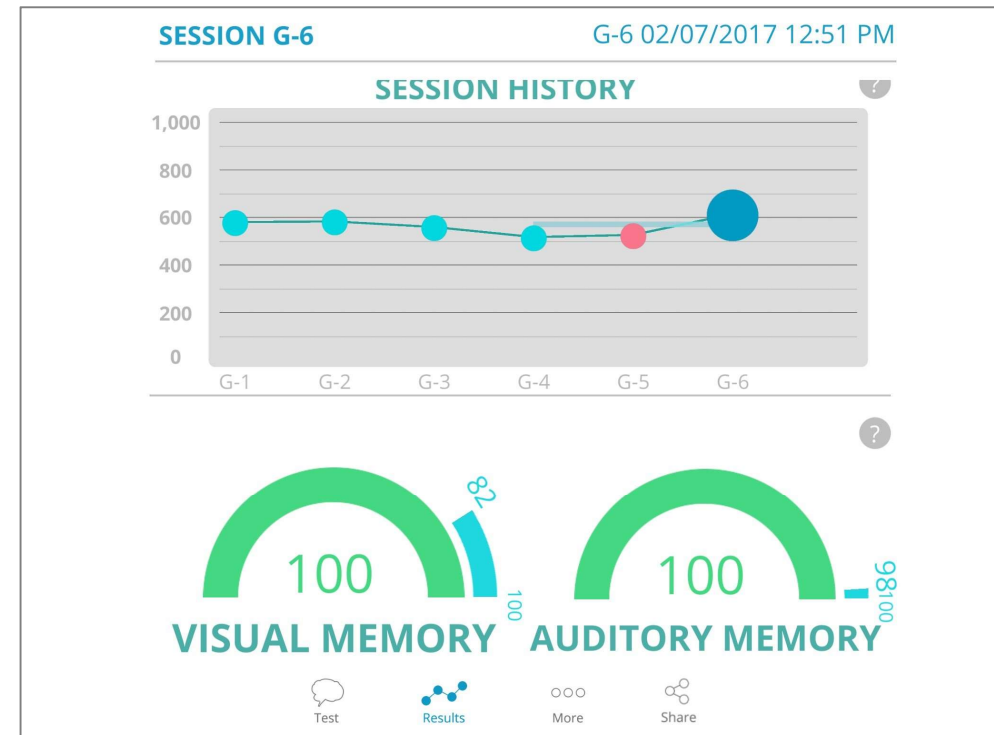 SESSION G-6 G-6 02/07/2017 12:51 PM
SESSION HISTORY ?
1,000
800
600
400
200
0
G-1 G-2 G-3 G-4 G-5 G-6
?
82 98
100 100
100 100
VISUAL MEMORY AUDITORY MEMORY
Test Results More Share